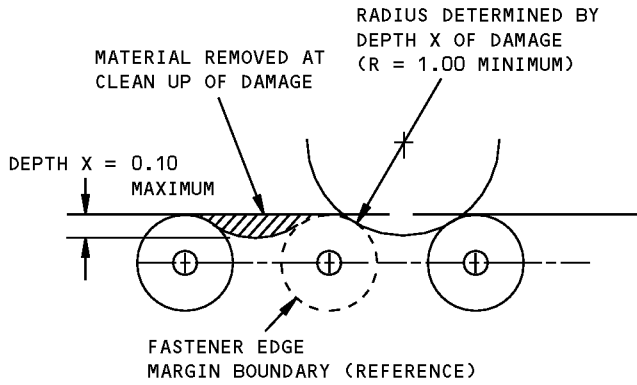 RADIUS DETERMINED BY
DEPTH X OF DAMAGE
(R = 1.00 MINIMUM)
MATERIAL REMOVED AT
CLEAN UP OF DAMAGE
DEPTH X = 0.10
MAXIMUM
FASTENER EDGE
MARGIN BOUNDARY (REFERENCE)